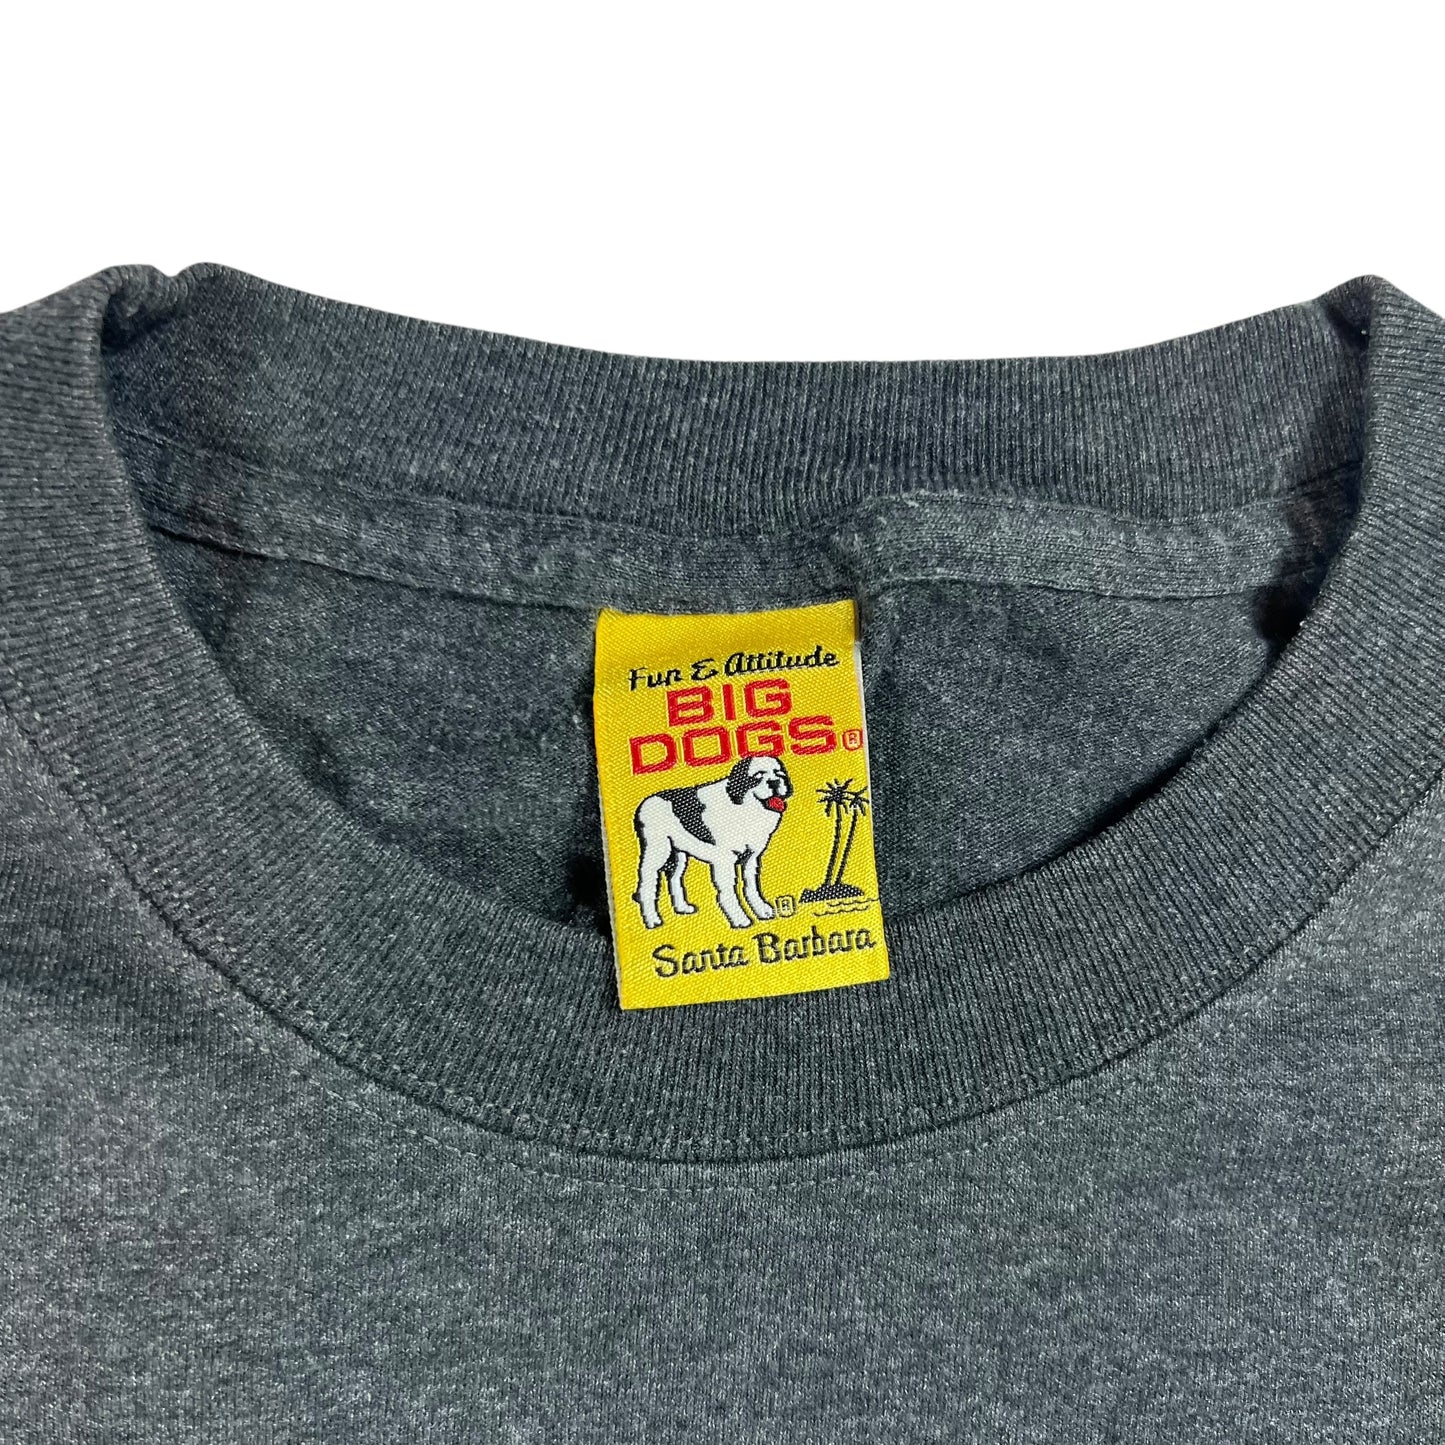 Fun & Attitude
BIG
DOGS®
®
Santa Barbara